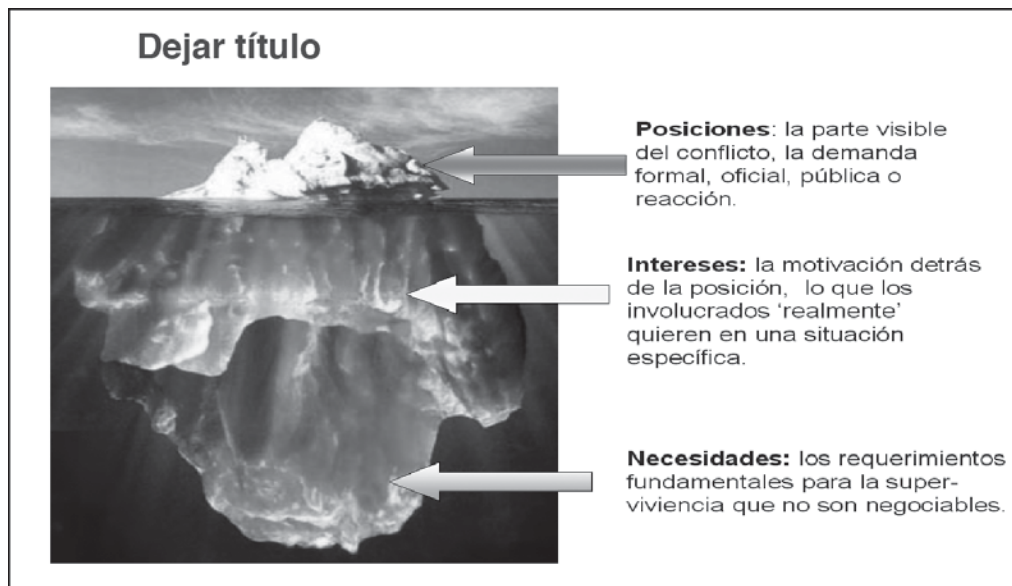 Dejar título
Posiciones: la parte visible
del conflicto, la demanda
formal, oficial, pública o
reacción.
Intereses: la motivación detrás
de la posición, lo que los
involucrados ‘realmente’
quieren en una situación
específica.
Necesidades: los requerimientos
fundamentales para la super-
viviencia que no son negociables.